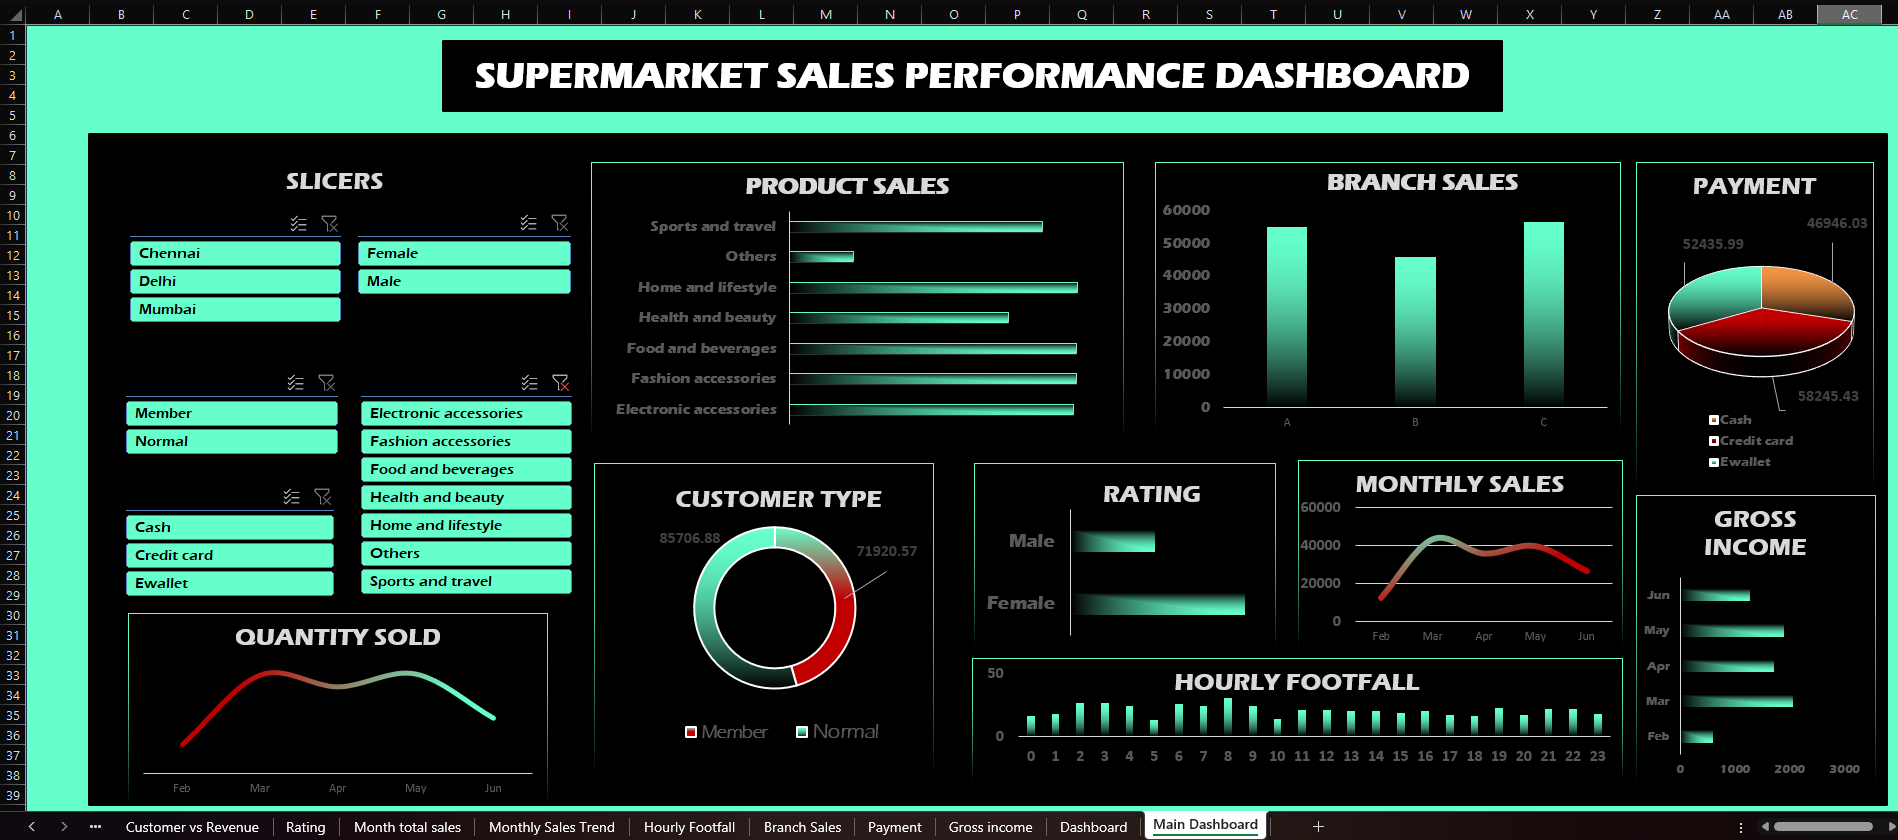 A B C D E F G H I J K L M N O P Q R S T U V W X Y Z AA AB AC
1
2
3
4
5
6
7
8
9
10
11
12
13
14
15
16
17
18
19
20
21
22
23
24
25
26
27
28
29
30
31
32
33
34
35
36
37
38
39
SUPERMARKET SALES PERFORMANCE DASHBOARD
SLICERS
Chennai
Delhi
Mumbai
Female
Male
Member
Normal
Electronic accessories
Fashion accessories
Food and beverages
Health and beauty
Home and lifestyle
Others
Sports and travel
Cash
Credit card
Ewallet
PRODUCT SALES
Sports and travel
Others
Home and lifestyle
Health and beauty
Food and beverages
Fashion accessories
Electronic accessories
BRANCH SALES
60000
50000
40000
30000
20000
10000
0
A B C
PAYMENT
46946.03
52435.99
58245.43
Cash
Credit card
Ewallet
QUANTITY SOLD
Feb Mar Apr May Jun
CUSTOMER TYPE
85706.88
71920.57
Member Normal
RATING
Male
Female
MONTHLY SALES
60000
40000
20000
0
Feb Mar Apr May Jun
HOURLY FOOTFALL
50
0
0 1 2 3 4 5 6 7 8 9 10 11 12 13 14 15 16 17 18 19 20 21 22 23
GROSS
INCOME
Jun
May
Apr
Mar
Feb
0 1000 2000 3000
Customer vs Revenue Rating Month total sales Monthly Sales Trend Hourly Footfall Branch Sales Payment Gross income Dashboard Main Dashboard